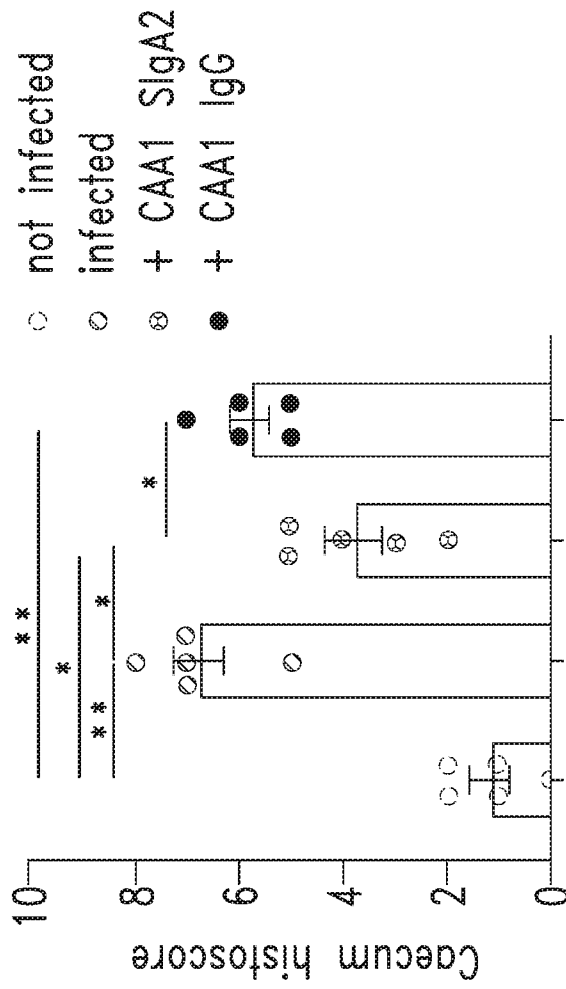 Caecum histoscore
10
8
6
4
2
0
**
*
** *
*
not infected
infected
+ CAA1 SIgA2
+ CAA1 IgG